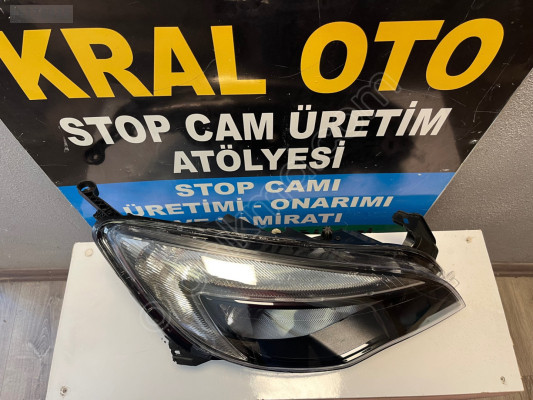 KRAL OTO
STOP CAM ÜRETİM
ATÖLYESİ
STOP CAMI
ÜRETİMİ - ONARIMI